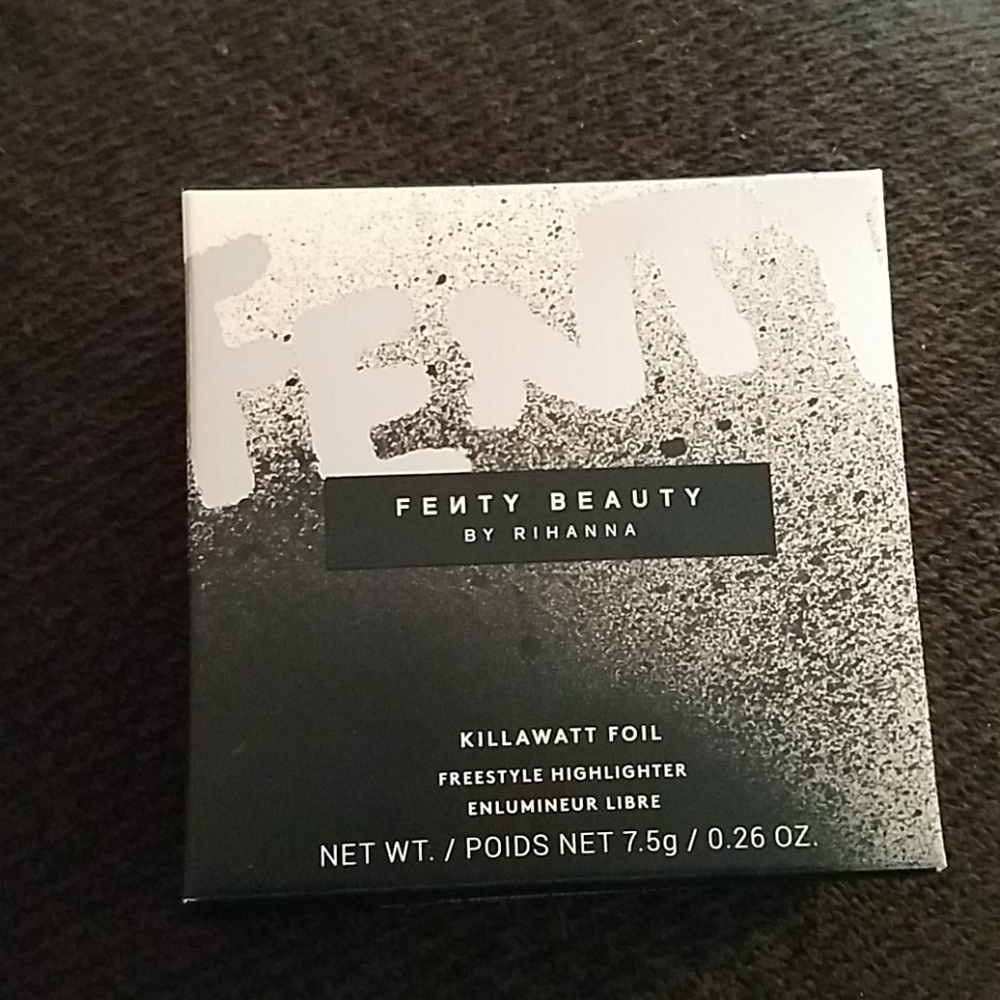 FENTY
FEИTY BEAUTY
BY RIHANNA
KILLAWATT FOIL
FREESTYLE HIGHLIGHTER
ENLUMINEUR LIBRE
NET WT. / POIDS NET 7.5g / 0.26 OZ.